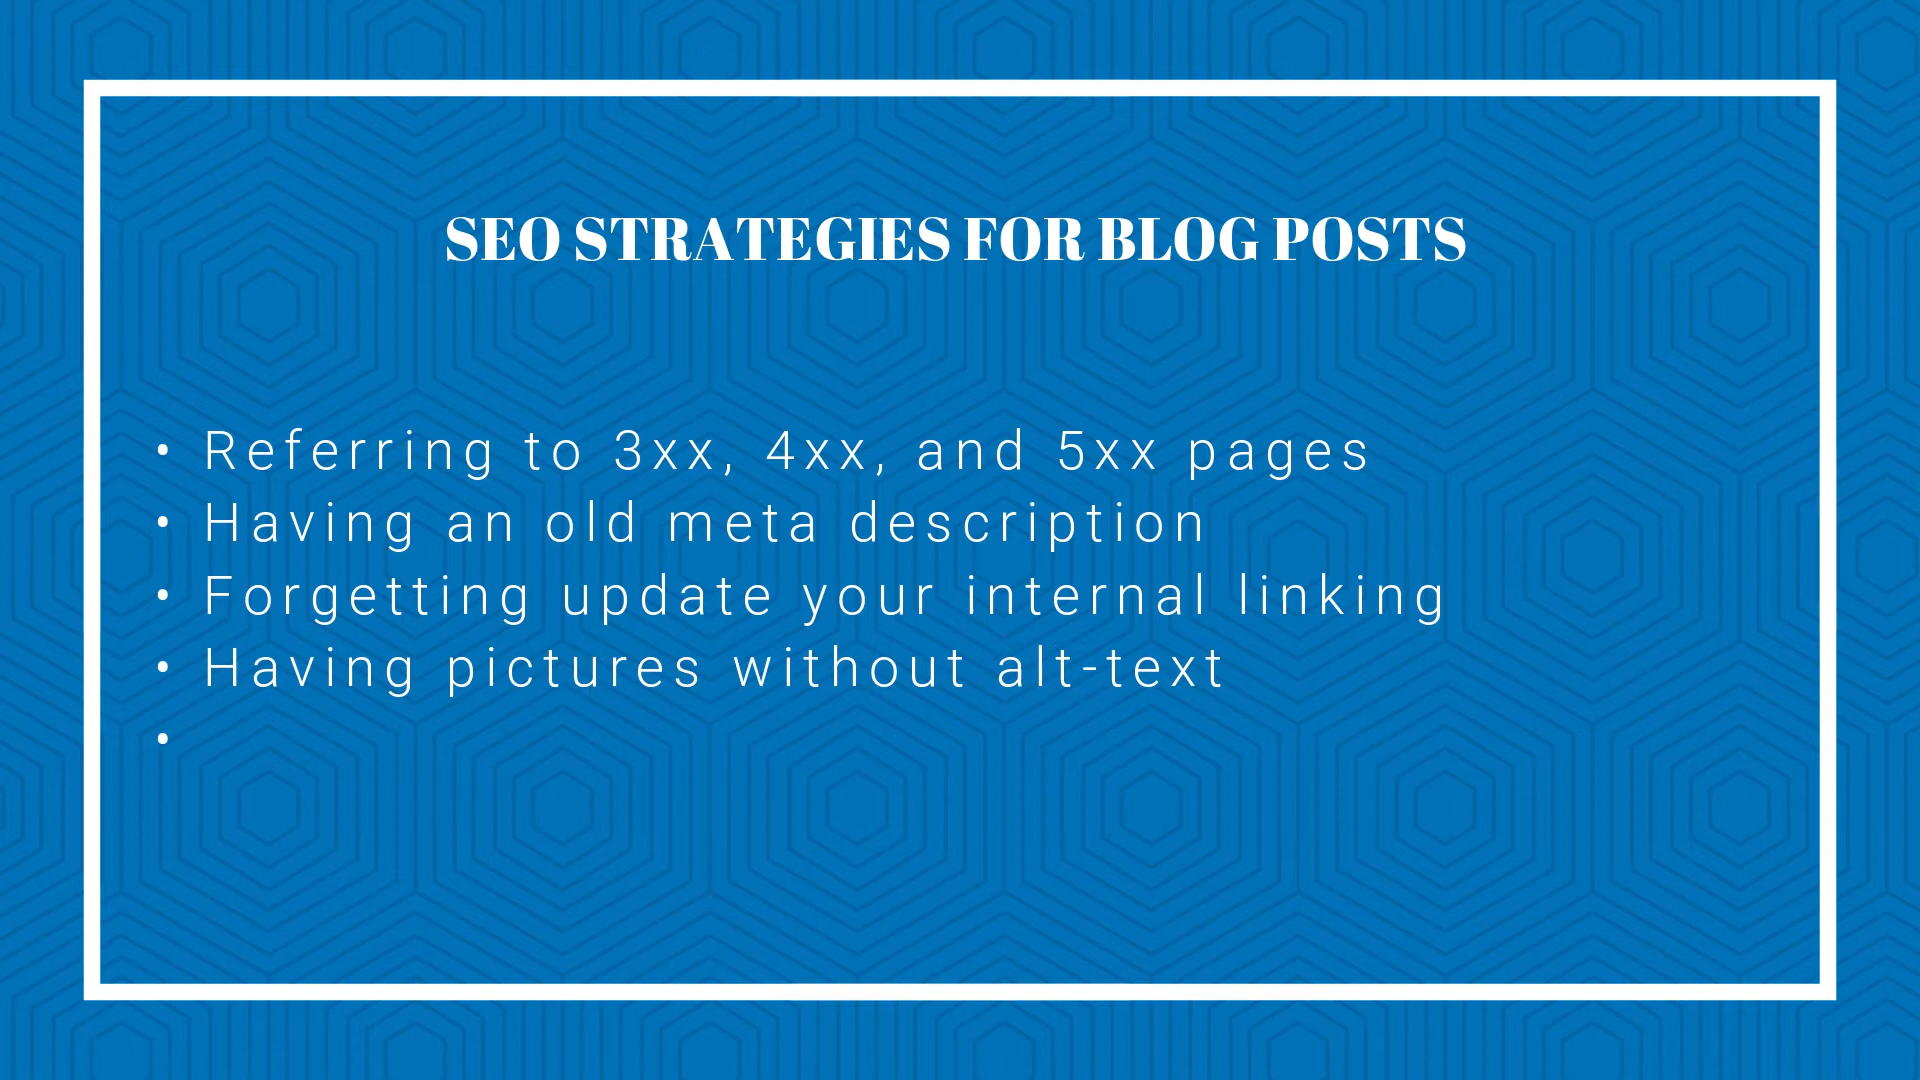 SEO STRATEGIES FOR BLOG POSTS
• Referring to 3xx, 4xx, and 5xx pages
• Having an old meta description
• Forgetting update your internal linking
• Having pictures without alt-text
•